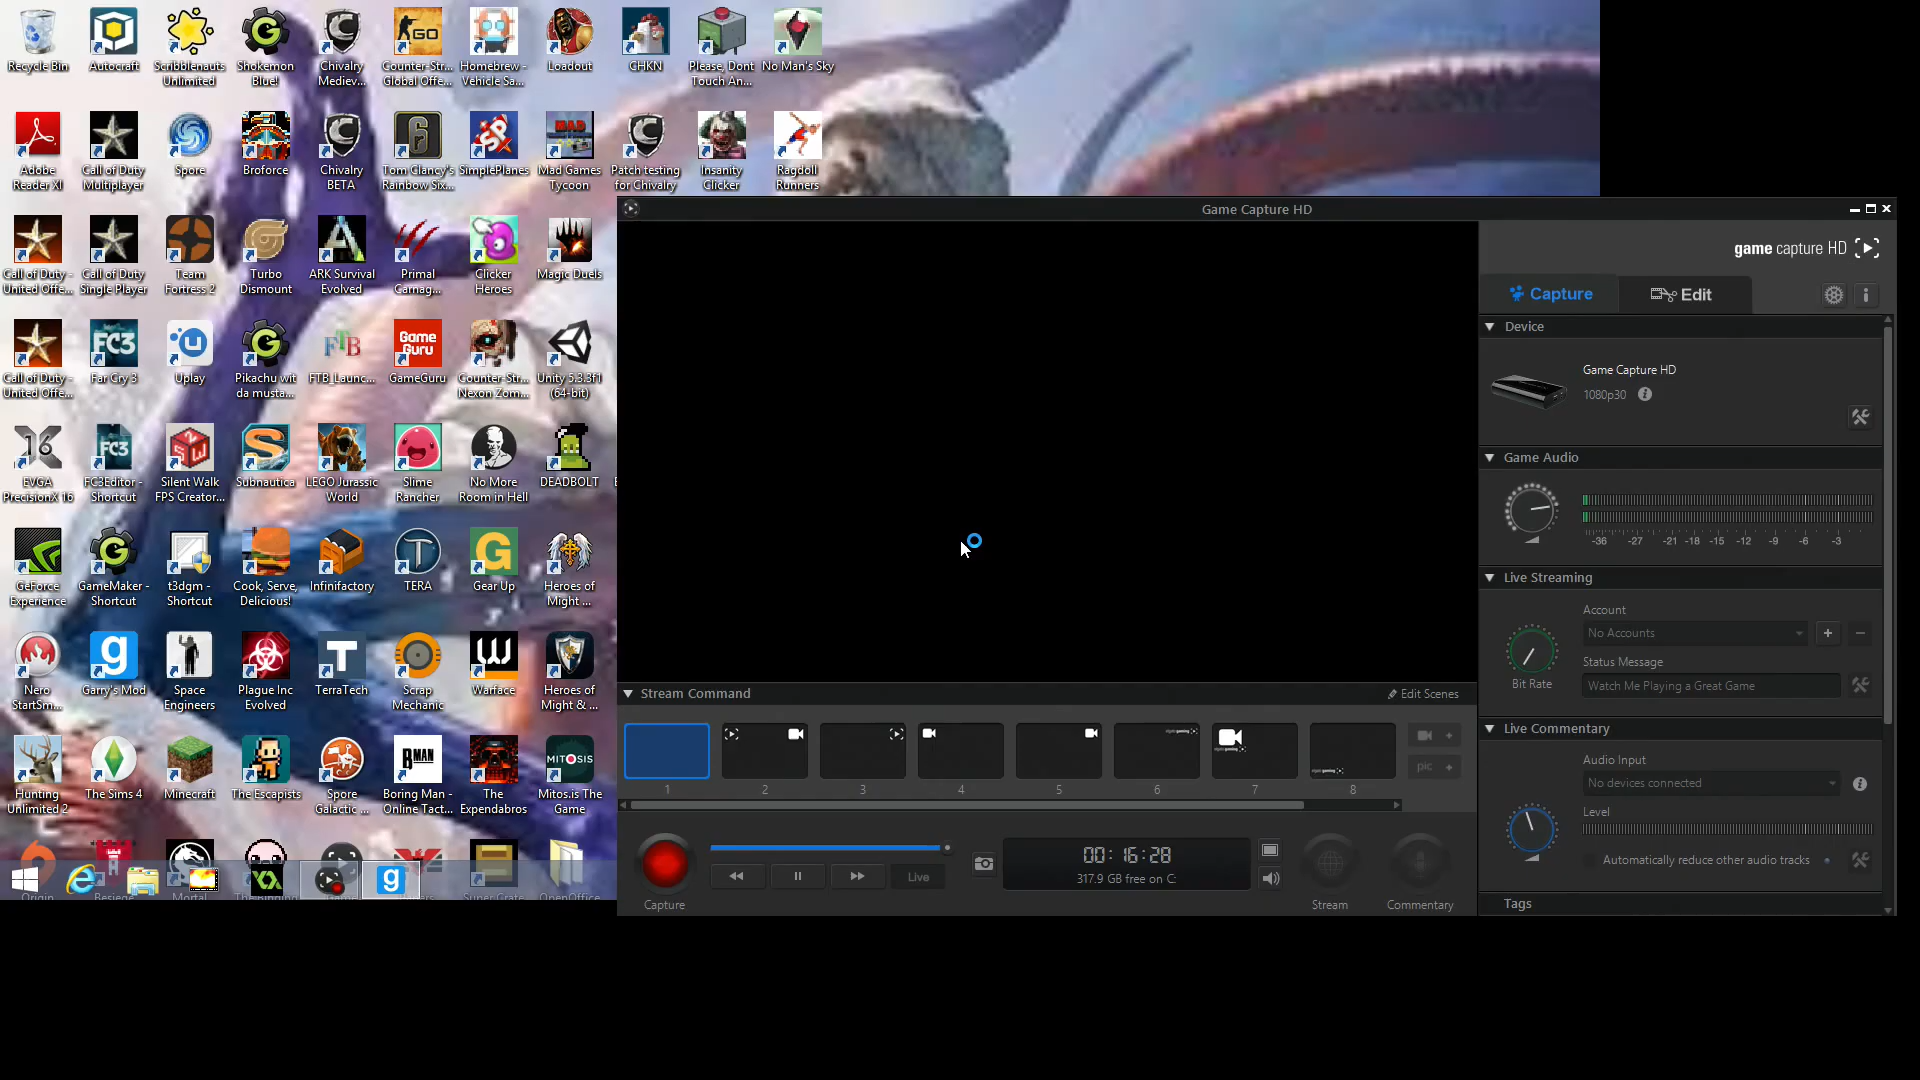 Recycle Bin
Autocraft
Scribblenauts
Unlimited
Shokemon
Blue!
Chivalry
Mediev...
Counter-Str...
Global Offe...
Homebrew -
Vehicle Sa...
Loadout
CHKN
Please, Dont
Touch An...
No Man's Sky
Adobe
Reader XI
Call of Duty
Multiplayer
Spore
Broforce
Chivalry
BETA
Tom Clancy's
Rainbow Six...
SimplePlanes
Mad Games
Tycoon
Patch testing
for Chivalry
Insanity
Clicker
Ragdoll
Runners
Call of Duty -
United Offe...
Call of Duty
Single Player
Team
Fortress 2
Turbo
Dismount
ARK Survival
Evolved
Primal
Carnag...
Clicker
Heroes
Magic Duels
Call of Duty -
United Offe...
Far Cry 3
Uplay
Pikachu wit
da musta...
FTB_Launc...
GameGuru
Counter-Str...
Nexon Zom...
Unity 5.3.3f1
(64-bit)
EVGA
PrecisionX 16
FC3Editor -
Shortcut
Silent Walk
FPS Creator...
Subnautica
LEGO Jurassic
World
Slime
Rancher
No More
Room in Hell
DEADBOLT
GeForce
Experience
GameMaker -
Shortcut
t3dgm -
Shortcut
Cook, Serve,
Delicious!
Infinifactory
TERA
Gear Up
Heroes of
Might ...
Nero
StartSm...
Garry's Mod
Space
Engineers
Plague Inc
Evolved
TerraTech
Scrap
Mechanic
Warface
Heroes of
Might & ...
Hunting
Unlimited 2
The Sims 4
Minecraft
The Escapists
Spore
Galactic ...
Boring Man -
Online Tact...
The
Expendabros
Mitos.is The
Game
Origin
Besiege
Mortal
Super Crate
OpenOffice
Game Capture HD
game capture HD
Capture
Edit
Device
Game Capture HD
1080p30
Game Audio
-36 -27 -21 -18 -15 -12 -9 -6 -3
Live Streaming
Account
No Accounts
Status Message
Watch Me Playing a Great Game
Bit Rate
Live Commentary
Audio Input
No devices connected
Level
Automatically reduce other audio tracks
Tags
Stream Command
Edit Scenes
pic +
1 2 3 4 5 6 7 8
Live
00:16:28
317.9 GB free on C:
Capture
Stream
Commentary